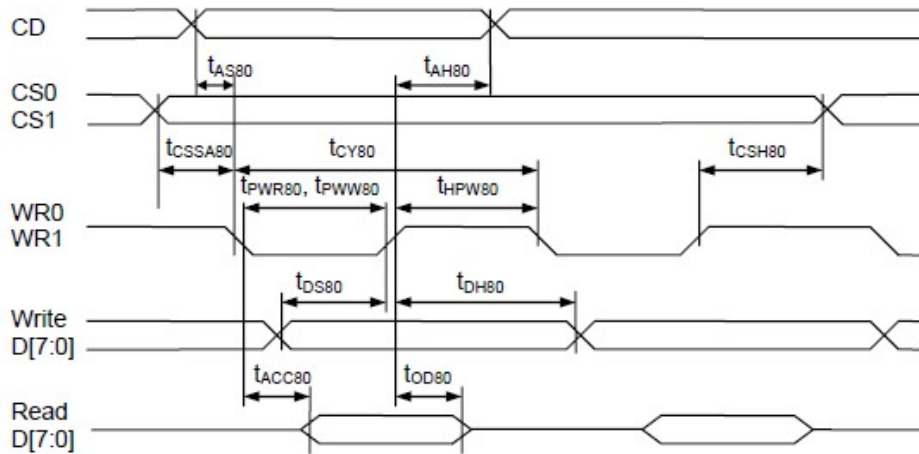 CD
tAS80 tAH80
CS0
CS1
tCSSA80 tCY80 tCSH80
tPWR80, tPWW80 tHPW80
WR0
WR1
tDS80 tDH80
Write
D[7:0]
tACC80 tOD80
Read
D[7:0]